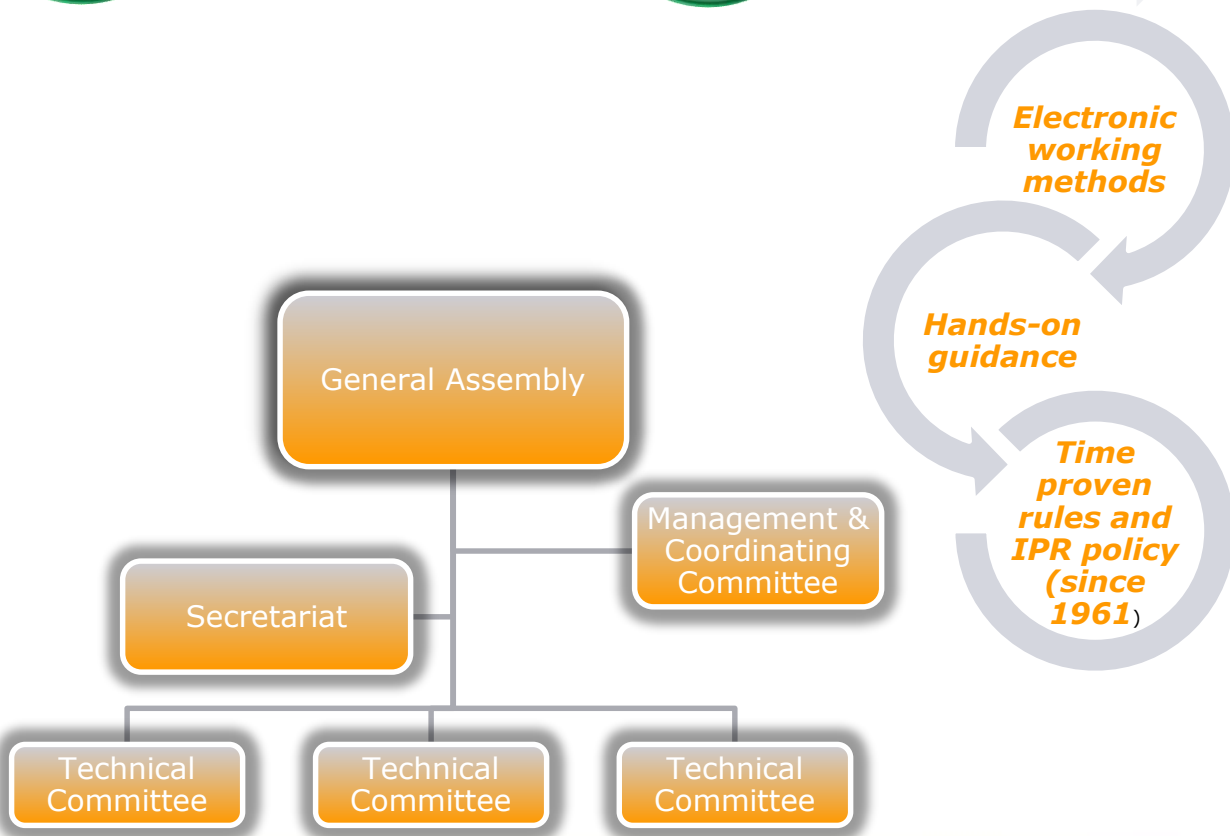 Electronic
working
methods
Hands-on
guidance
Time
proven
rules and
IPR policy
(since
1961)
General Assembly
Management &
Coordinating
Committee
Secretariat
Technical
Committee
Technical
Committee
Technical
Committee